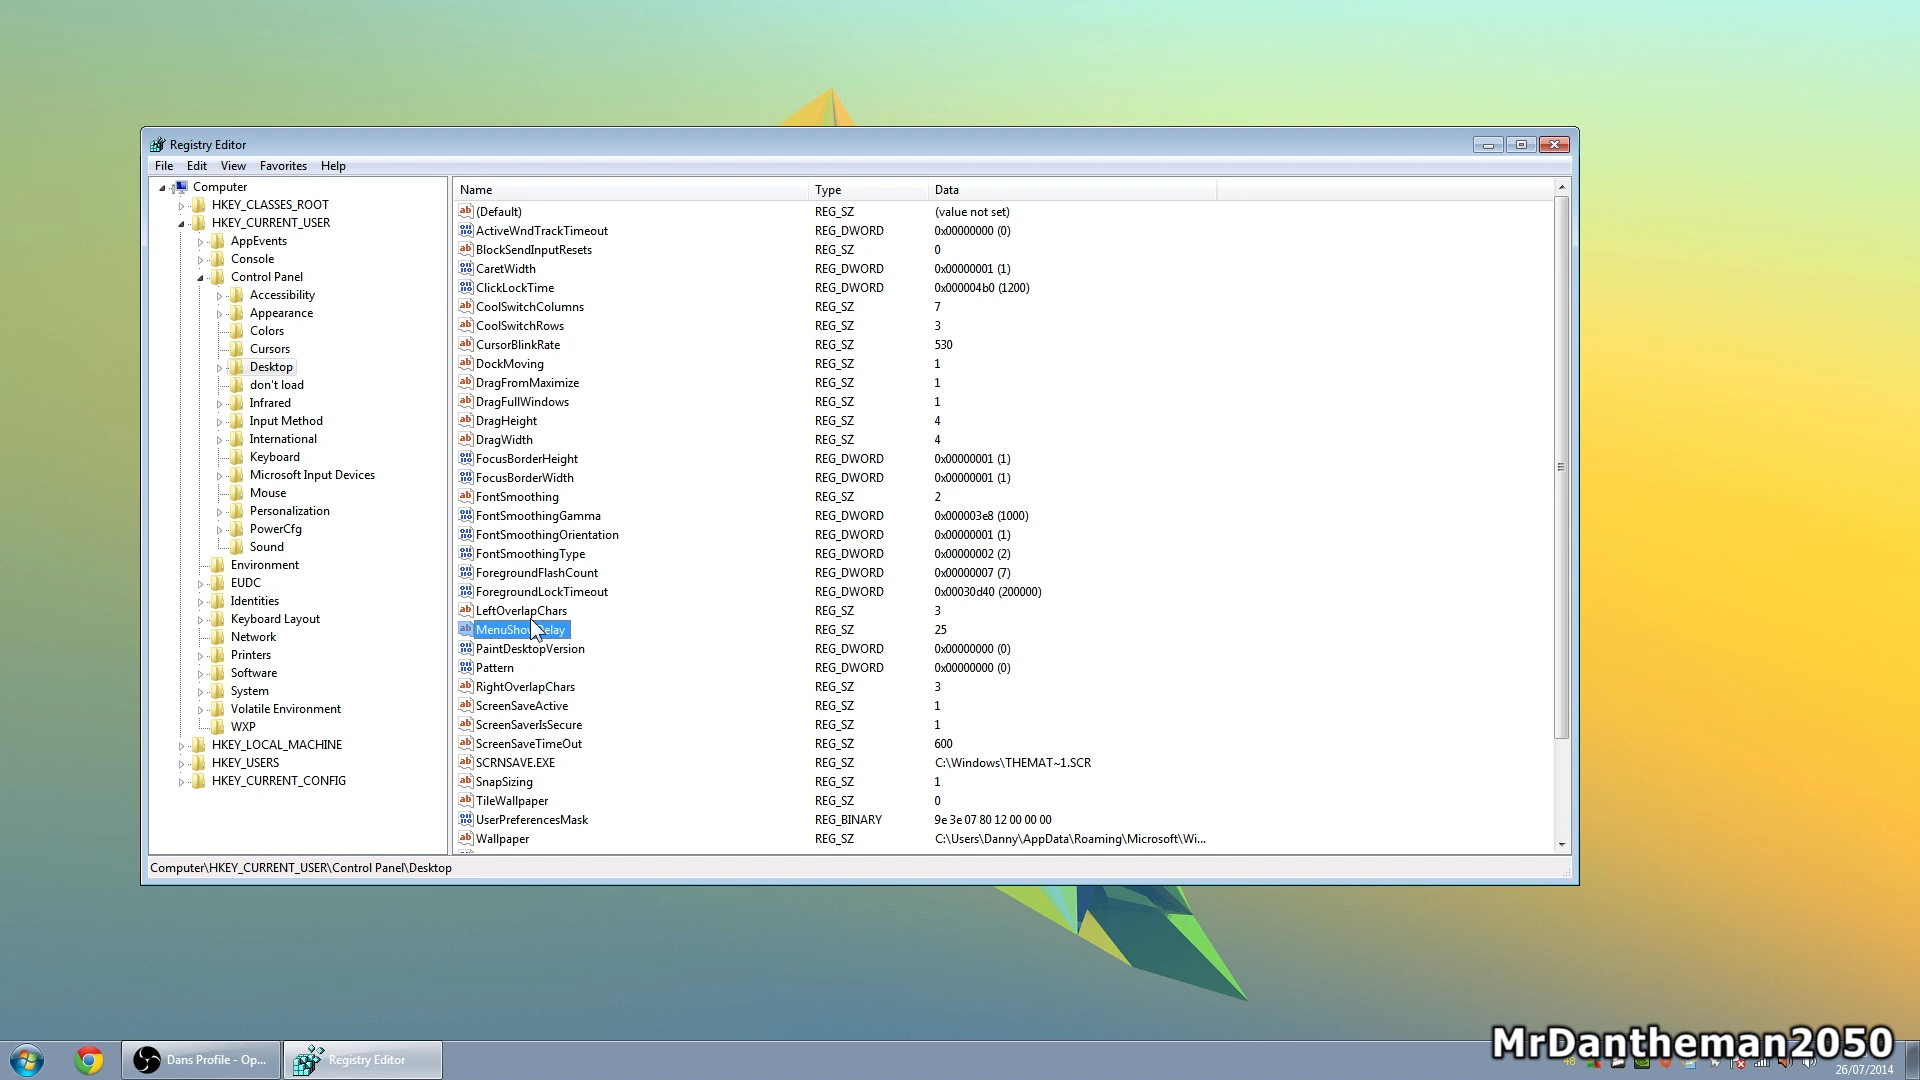 Registry Editor
File Edit View Favorites Help
Computer
HKEY_CLASSES_ROOT
HKEY_CURRENT_USER
AppEvents
Console
Control Panel
Accessibility
Appearance
Colors
Cursors
Desktop
don't load
Infrared
Input Method
International
Keyboard
Microsoft Input Devices
Mouse
Personalization
PowerCfg
Sound
Environment
EUDC
Identities
Keyboard Layout
Network
Printers
Software
System
Volatile Environment
WXP
HKEY_LOCAL_MACHINE
HKEY_USERS
HKEY_CURRENT_CONFIG
Name Type Data
(Default) REG_SZ (value not set)
ActiveWndTrackTimeout REG_DWORD 0x00000000 (0)
BlockSendInputResets REG_SZ 0
CaretWidth REG_DWORD 0x00000001 (1)
ClickLockTime REG_DWORD 0x000004b0 (1200)
CoolSwitchColumns REG_SZ 7
CoolSwitchRows REG_SZ 3
CursorBlinkRate REG_SZ 530
DockMoving REG_SZ 1
DragFromMaximize REG_SZ 1
DragFullWindows REG_SZ 1
DragHeight REG_SZ 4
DragWidth REG_SZ 4
FocusBorderHeight REG_DWORD 0x00000001 (1)
FocusBorderWidth REG_DWORD 0x00000001 (1)
FontSmoothing REG_SZ 2
FontSmoothingGamma REG_DWORD 0x000003e8 (1000)
FontSmoothingOrientation REG_DWORD 0x00000001 (1)
FontSmoothingType REG_DWORD 0x00000002 (2)
ForegroundFlashCount REG_DWORD 0x00000007 (7)
ForegroundLockTimeout REG_DWORD 0x00030d40 (200000)
LeftOverlapChars REG_SZ 3
MenuShowDelay REG_SZ 25
PaintDesktopVersion REG_DWORD 0x00000000 (0)
Pattern REG_DWORD 0x00000000 (0)
RightOverlapChars REG_SZ 3
ScreenSaveActive REG_SZ 1
ScreenSaverIsSecure REG_SZ 1
ScreenSaveTimeOut REG_SZ 600
SCRNSAVE.EXE REG_SZ C:\Windows\THEMAT~1.SCR
SnapSizing REG_SZ 1
TileWallpaper REG_SZ 0
UserPreferencesMask REG_BINARY 9e 3e 07 80 12 00 00 00
Wallpaper REG_SZ C:\Users\Danny\AppData\Roaming\Microsoft\Wi...
Computer\HKEY_CURRENT_USER\Control Panel\Desktop
MrDantheman2050
Dans Profile - Op...
Registry Editor
48
26/07/2014